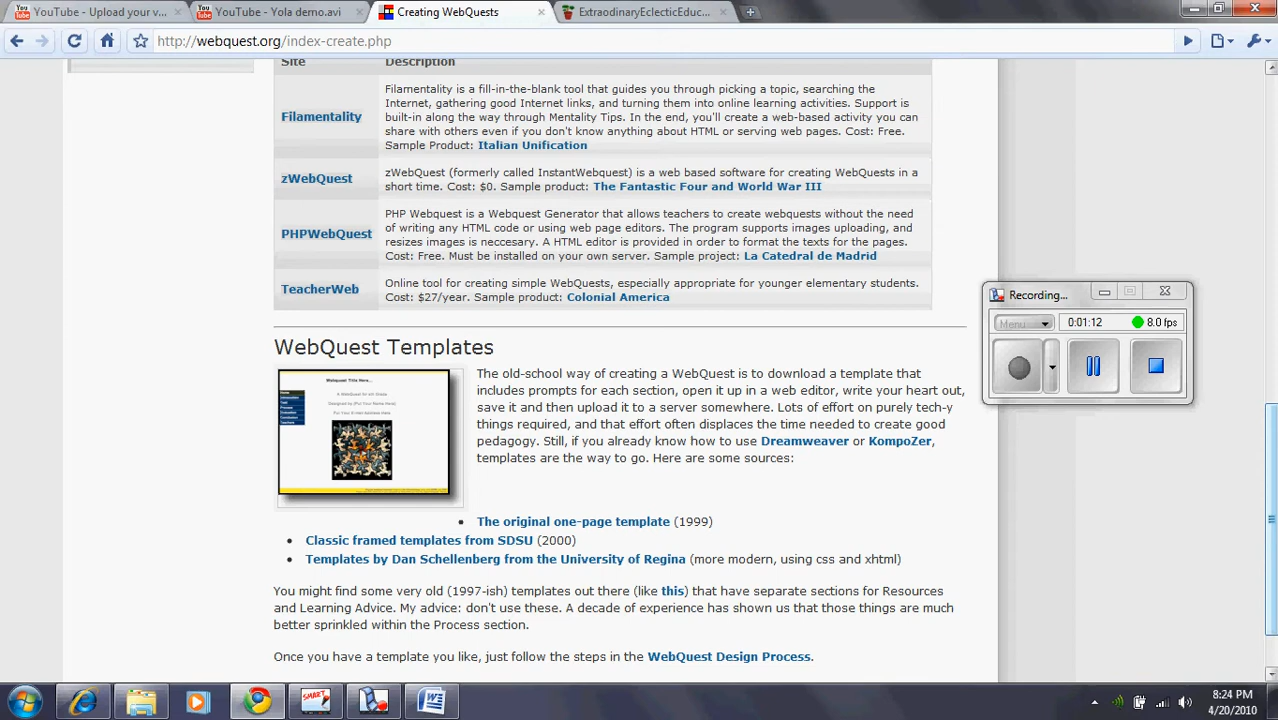 YouTube - Upload your v...
YouTube - Yola demo.avi
Creating WebQuests
ExtraodinaryEclecticEduc...
http://webquest.org/index-create.php
Site
Description
Filamentality
Filamentality is a fill-in-the-blank tool that guides you through picking a topic, searching the
Internet, gathering good Internet links, and turning them into online learning activities. Support is
built-in along the way through Mentality Tips. In the end, you'll create a web-based activity you can
share with others even if you don't know anything about HTML or serving web pages. Cost: Free.
Sample Product: Italian Unification
zWebQuest
zWebQuest (formerly called InstantWebquest) is a web based software for creating WebQuests in a
short time. Cost: $0. Sample product: The Fantastic Four and World War III
PHPWebQuest
PHP Webquest is a Webquest Generator that allows teachers to create webquests without the need
of writing any HTML code or using web page editors. The program supports images uploading, and
resizes images is neccesary. A HTML editor is provided in order to format the texts for the pages.
Cost: Free. Must be installed on your own server. Sample project: La Catedral de Madrid
TeacherWeb
Online tool for creating simple WebQuests, especially appropriate for younger elementary students.
Cost: $27/year. Sample product: Colonial America
Recording...
Menu
0:01:12
8.0 fps
WebQuest Templates
Webquest Title Here...
The old-school way of creating a WebQuest is to download a template that
includes prompts for each section, open it up in a web editor, write your heart out,
save it and then upload it to a server somewhere. Lots of effort on purely tech-y
things required, and that effort often displaces the time needed to create good
pedagogy. Still, if you already know how to use Dreamweaver or KompoZer,
templates are the way to go. Here are some sources:
The original one-page template (1999)
Classic framed templates from SDSU (2000)
Templates by Dan Schellenberg from the University of Regina (more modern, using css and xhtml)
You might find some very old (1997-ish) templates out there (like this) that have separate sections for Resources
and Learning Advice. My advice: don't use these. A decade of experience has shown us that those things are much
better sprinkled within the Process section.
Once you have a template you like, just follow the steps in the WebQuest Design Process.
SMART
8:24 PM
4/20/2010